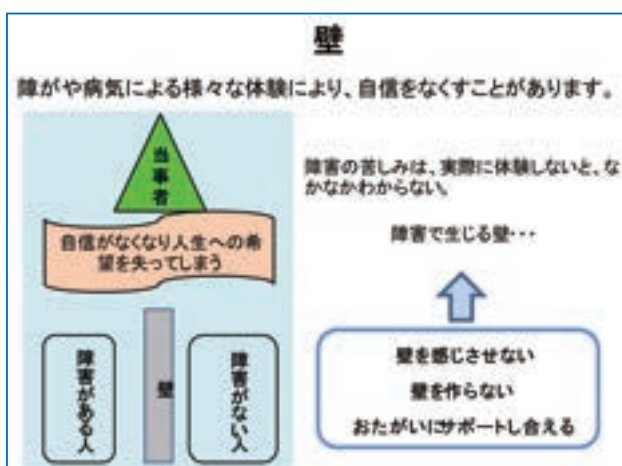 壁
障がや病気による様々な体験により、自信をなくすことがあります。
当事者
自信がなくなり人生への希
望を失ってしまう
障害がある人
壁
障害がない人
障害の苦しみは、実際に体験しないと、な
かなかわからない。
障害で生じる壁・・・
壁を感じさせない
壁を作らない
おたがいにサポートし合える